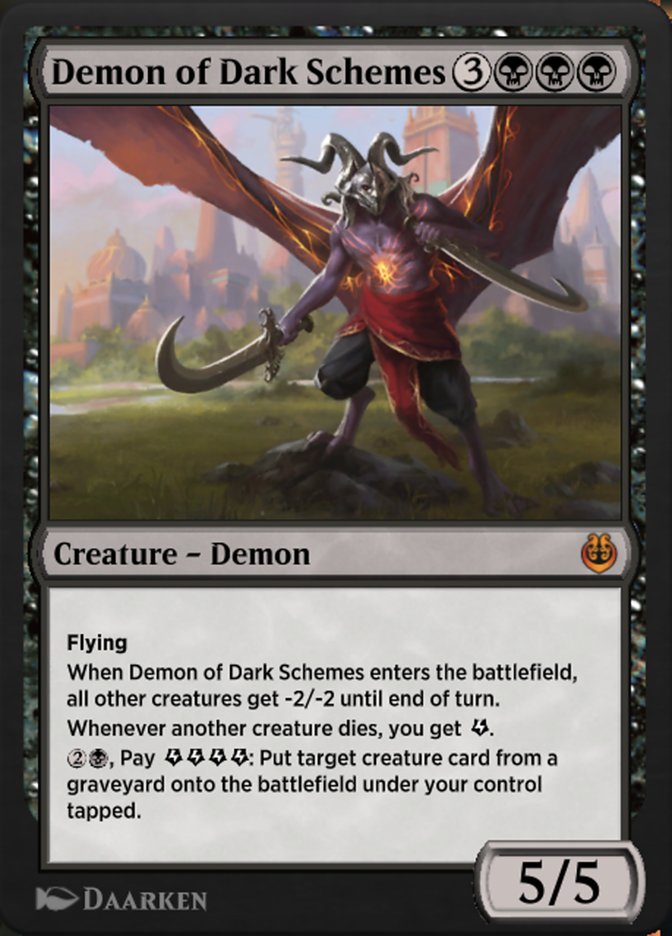 Demon of Dark Schemes 3
Creature – Demon
Flying
When Demon of Dark Schemes enters the battlefield,
all other creatures get -2/-2 until end of turn.
Whenever another creature dies, you get .
2, Pay : Put target creature card from a
graveyard onto the battlefield under your control
tapped.
5/5
DAARKEN